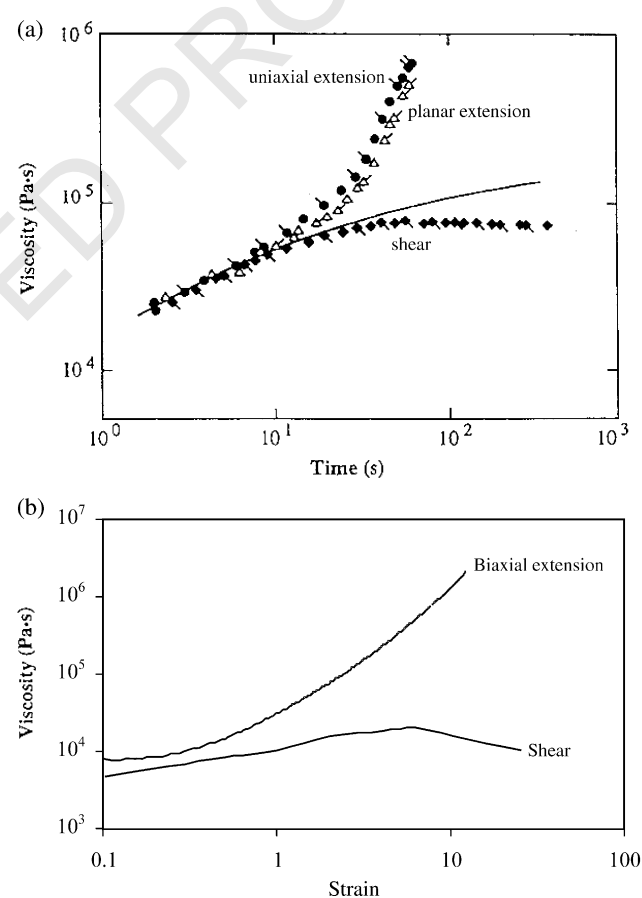 (a)
10^6
10^5
10^4
Viscosity (Pa•s)
uniaxial extension
planar extension
shear
10^0
10^1
10^2
10^3
Time (s)
ED PRO
(b)
10^7
10^6
10^5
10^4
10^3
Viscosity (Pa•s)
Biaxial extension
Shear
0.1
1
10
100
Strain